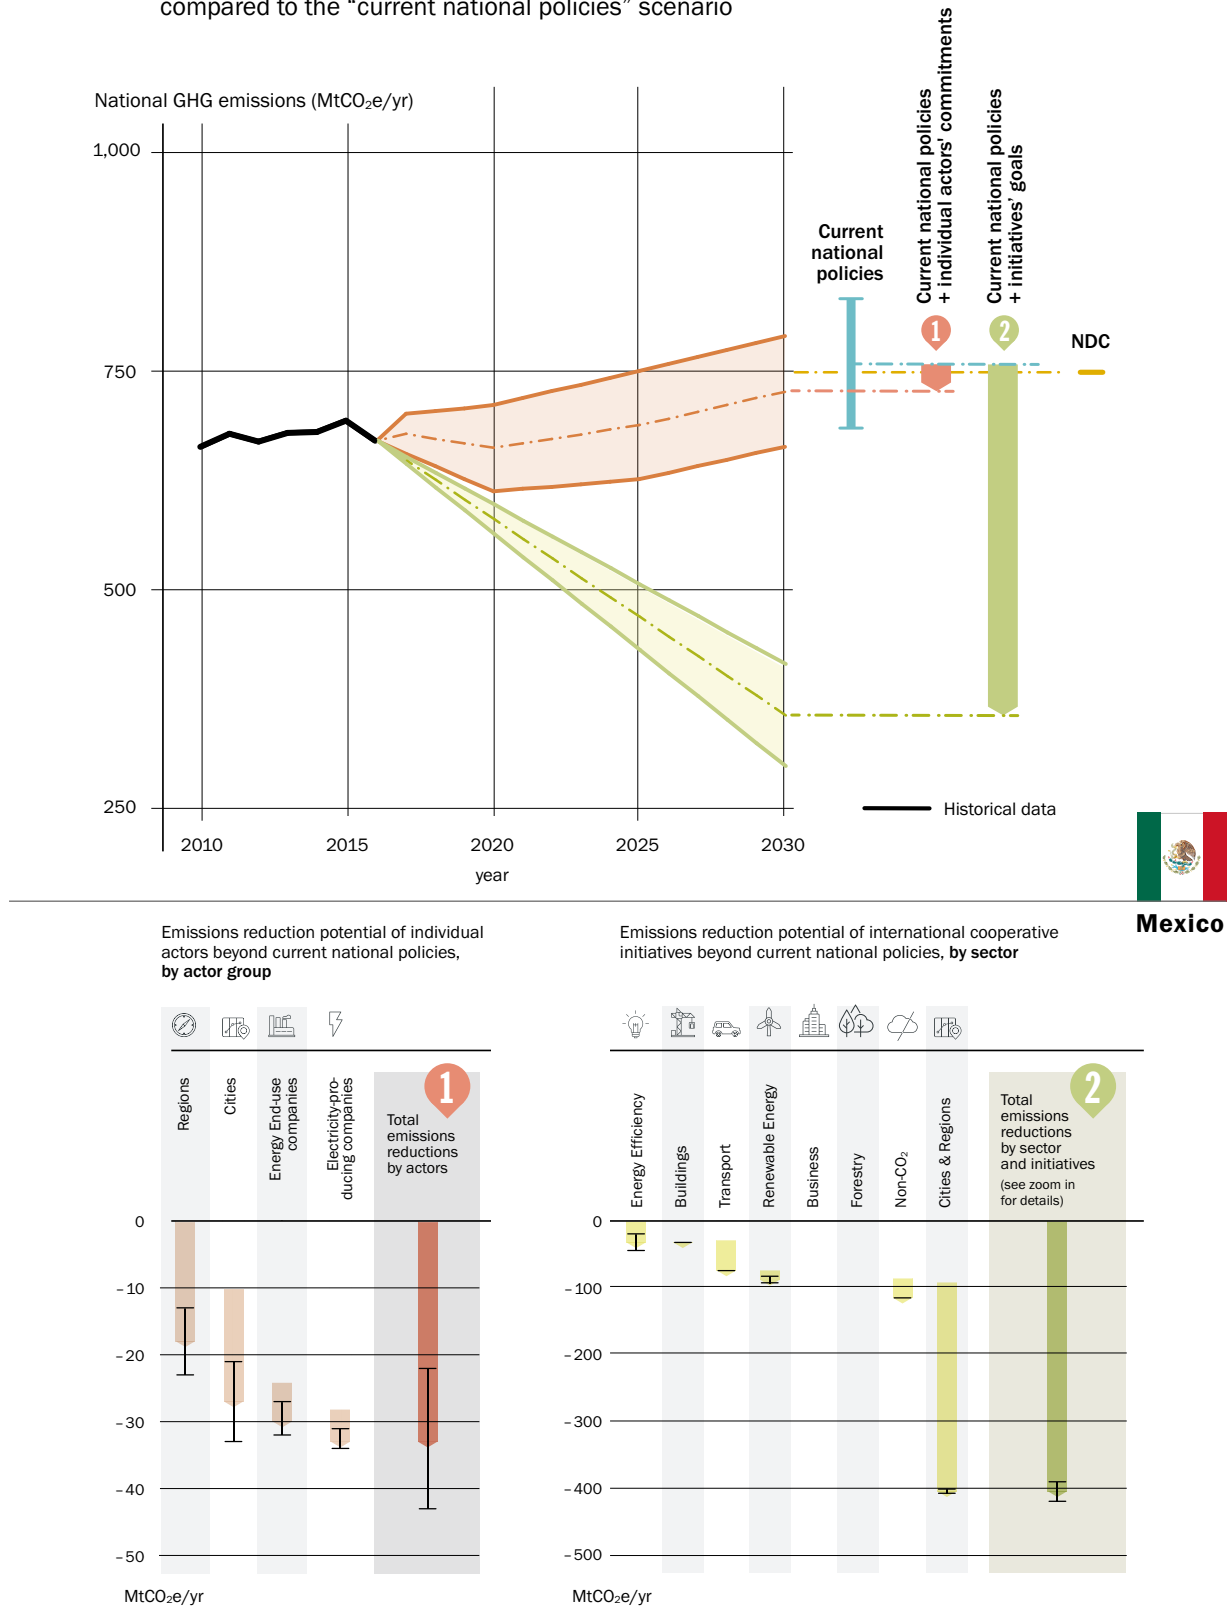 compared to the “current national policies” scenario
National GHG emissions (MtCO₂e/yr)
1,000
750
500
250
2010
2015
2020
2025
2030
year
Current
national
policies
Current national policies
+ individual actors' commitments
Current national policies
+ initiatives’ goals
1
2
NDC
Historical data
Mexico
Emissions reduction potential of individual
actors beyond current national policies,
by actor group
Regions
Cities
Energy End-use
companies
Electricity-pro-
ducing companies
1
Total
emissions
reductions
by actors
0
–10
–20
–30
–40
–50
MtCO₂e/yr
Emissions reduction potential of international cooperative
initiatives beyond current national policies, by sector
Energy Efficiency
Buildings
Transport
Renewable Energy
Business
Forestry
Non-CO₂
Cities & Regions
2
Total
emissions
reductions
by sector
and initiatives
(see zoom in
for details)
0
–100
–200
–300
–400
–500
MtCO₂e/yr